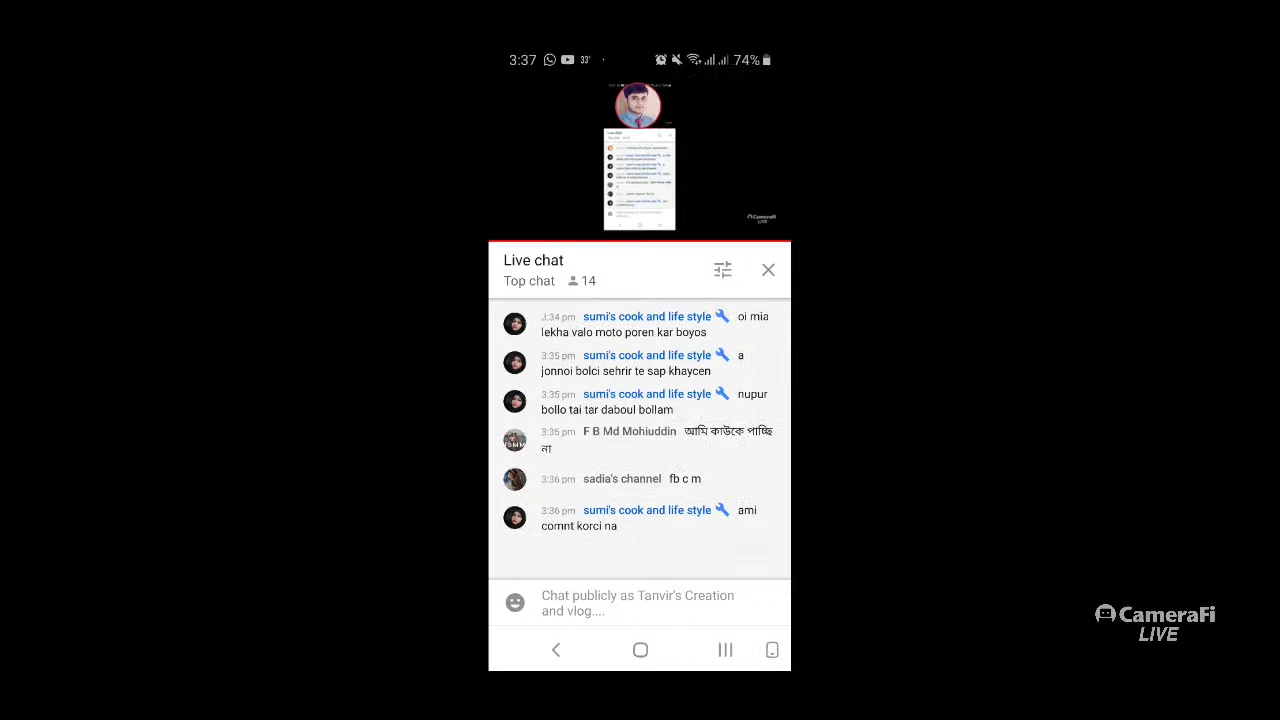 3:37 33° 74%
CameraFi
LIVE
Live chat
Top chat 14
3:34 pm sumi's cook and life style oi mia
lekha valo moto poren kar boyos
3:35 pm sumi's cook and life style a
jonnoi bolci sehrir te sap khaycen
3:35 pm sumi's cook and life style nupur
bollo tai tar daboul bollam
3:35 pm F B Md Mohiuddin আমি কাউকে পাচ্ছি
না
3:36 pm sadia's channel fb c m
3:36 pm sumi's cook and life style ami
comnt korci na
Chat publicly as Tanvir's Creation
and vlog....
CameraFi
LIVE